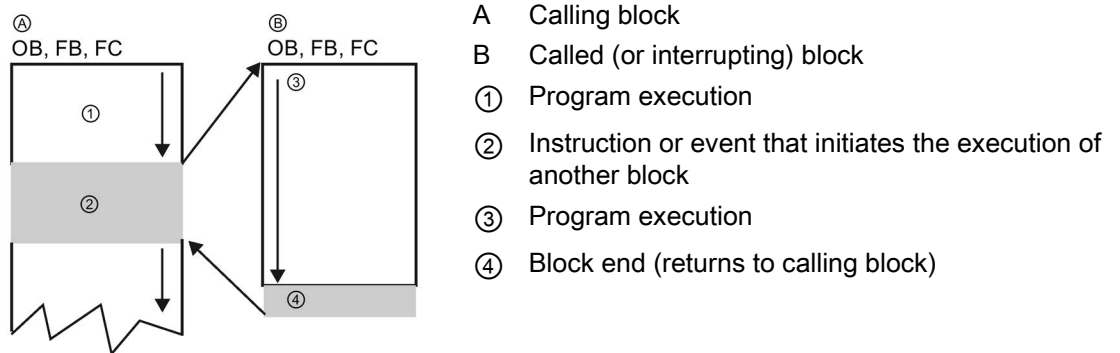 Ⓐ
OB, FB, FC
①
②
Ⓑ
OB, FB, FC
③
④
A Calling block
B Called (or interrupting) block
① Program execution
② Instruction or event that initiates the execution of
another block
③ Program execution
④ Block end (returns to calling block)